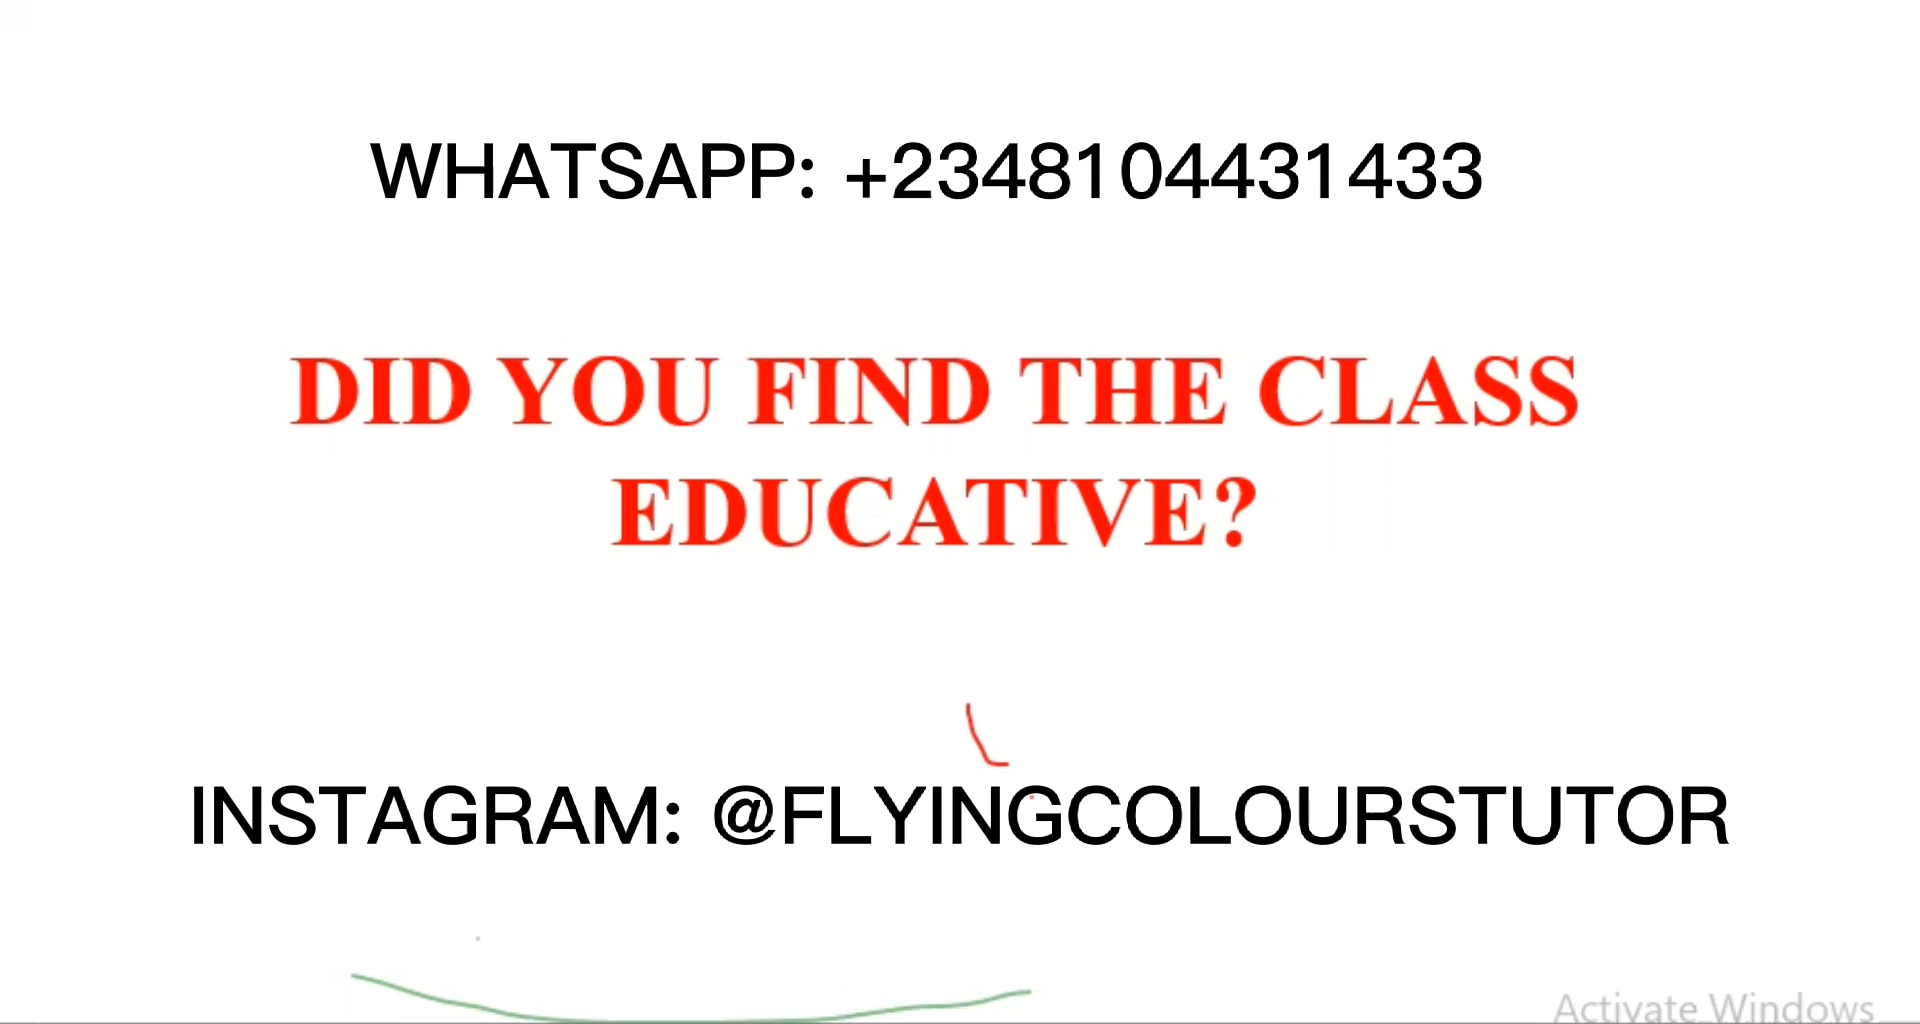 WHATSAPP: +2348104431433
DID YOU FIND THE CLASS
EDUCATIVE?
INSTAGRAM: @FLYINGCOLOURSTUTOR
Activate Windows